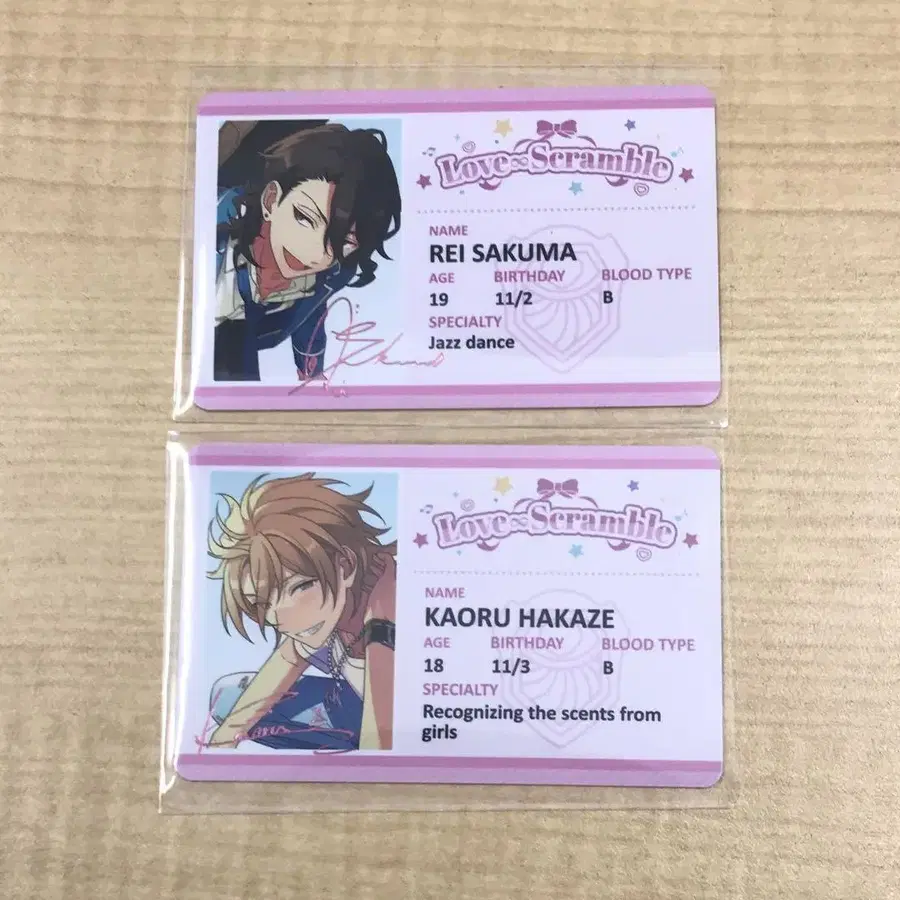 Love∞Scramble
NAME
REI SAKUMA
AGE BIRTHDAY BLOOD TYPE
19 11/2 B
SPECIALTY
Jazz dance
Love∞Scramble
NAME
KAORU HAKAZE
AGE BIRTHDAY BLOOD TYPE
18 11/3 B
SPECIALTY
Recognizing the scents from
girls